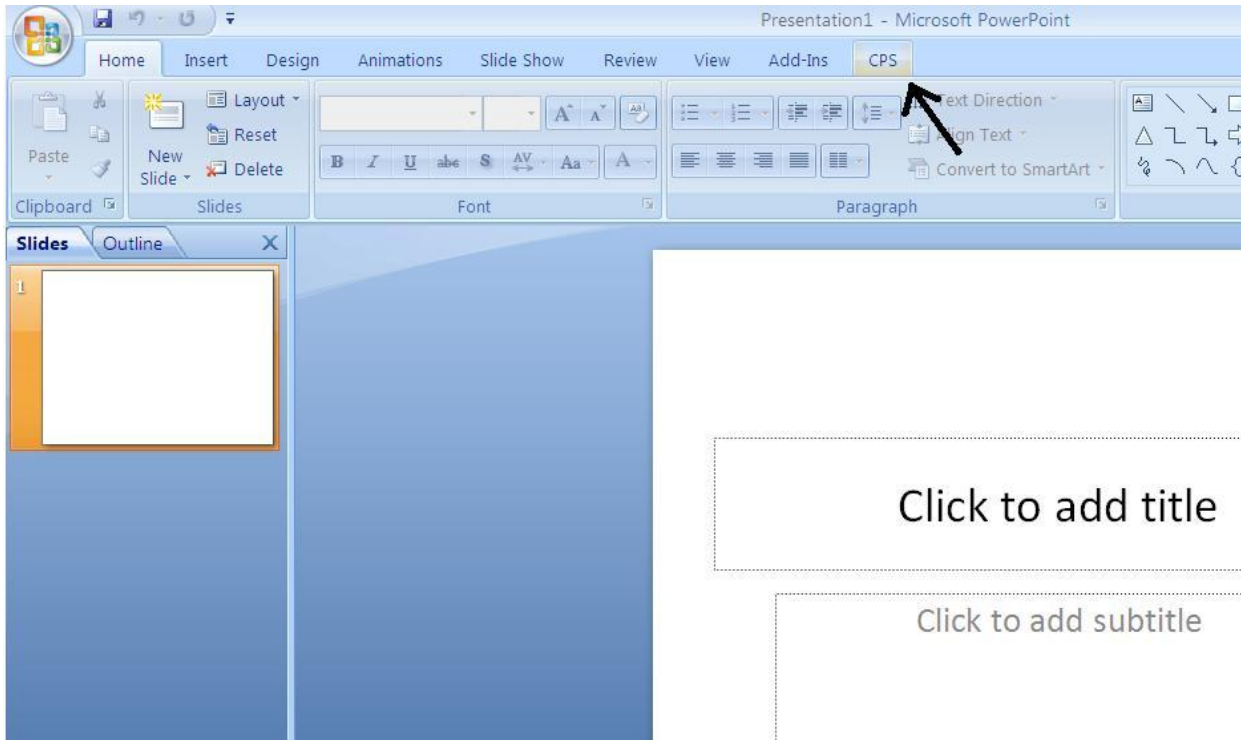 Presentation1 - Microsoft PowerPoint
Home Insert Design Animations Slide Show Review View Add-Ins CPS
Paste
New Slide
Layout
Reset
Delete
B I U abe S AV Aa A
Text Direction
Align Text
Convert to SmartArt
Clipboard Slides Font Paragraph
Slides Outline X
1
Click to add title
Click to add subtitle